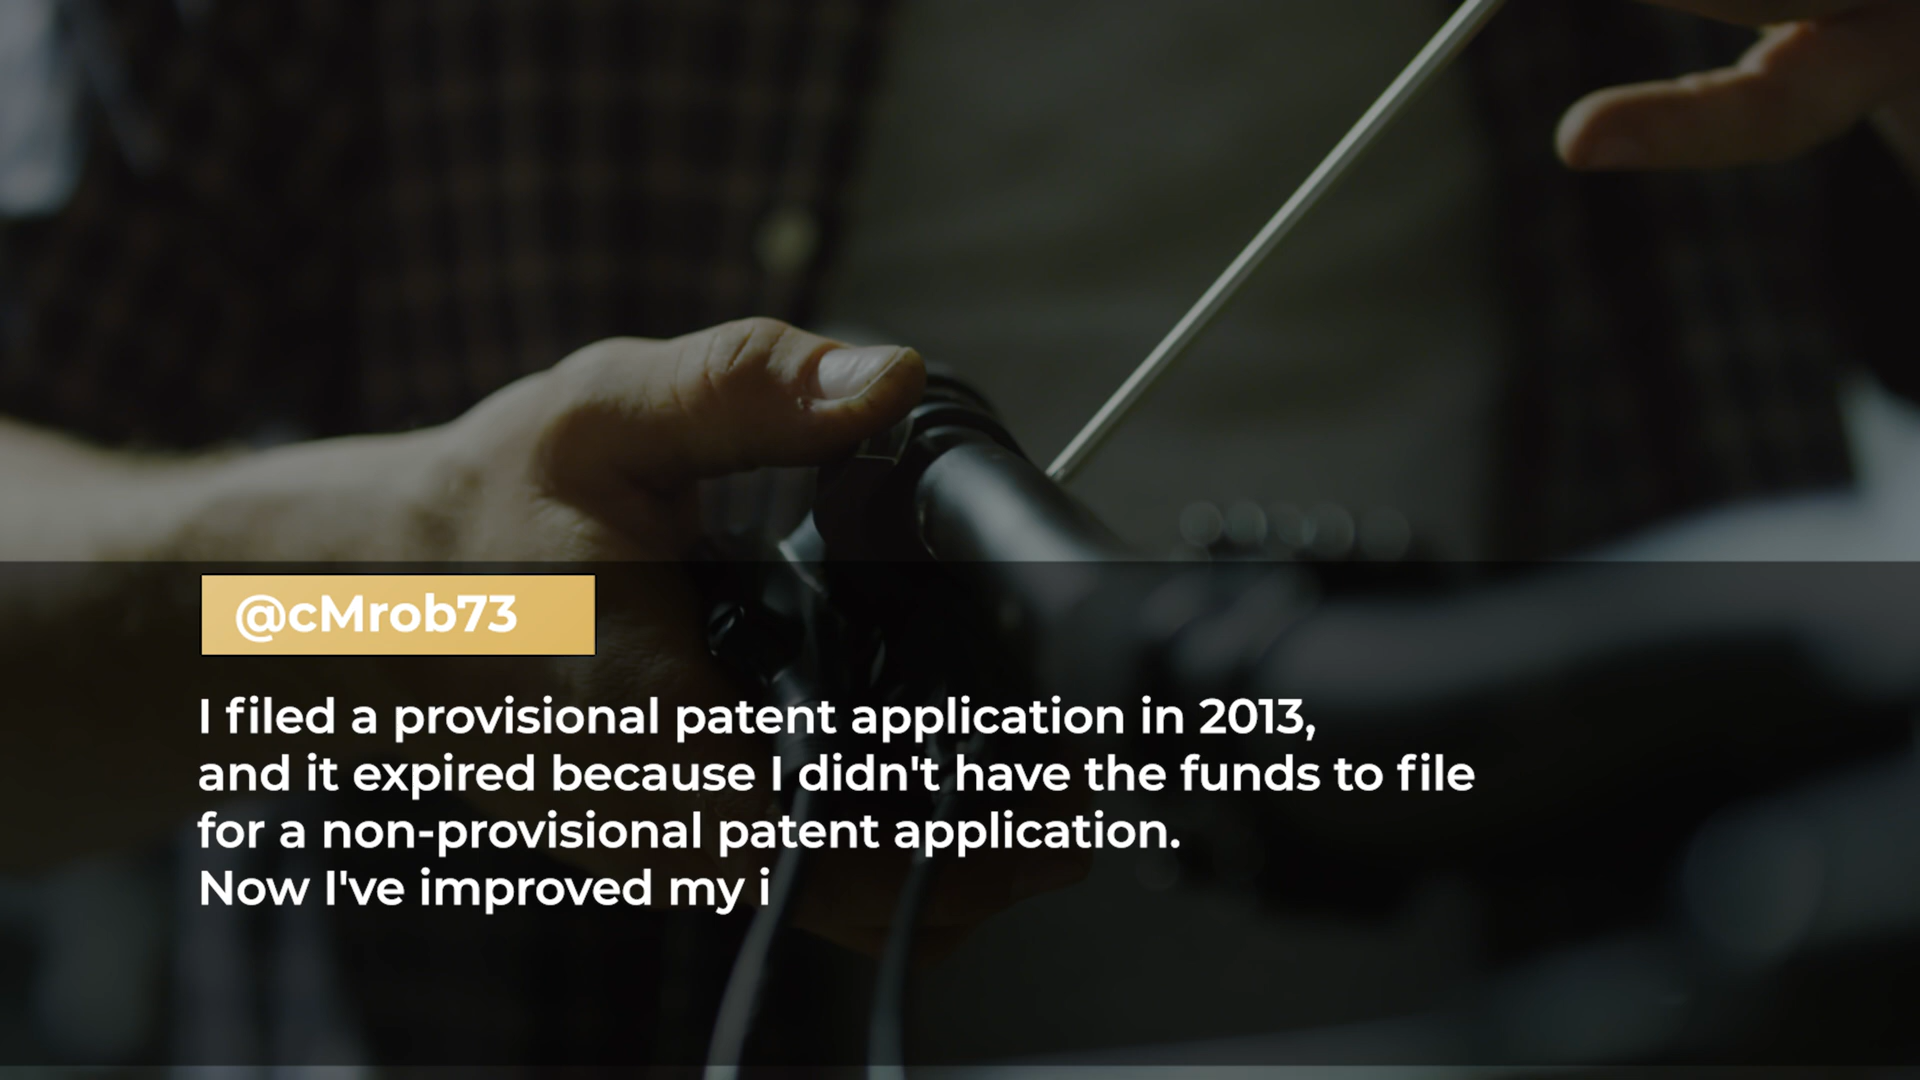 @cMrob73
I filed a provisional patent application in 2013,
and it expired because I didn't have the funds to file
for a non-provisional patent application.
Now I've improved my i